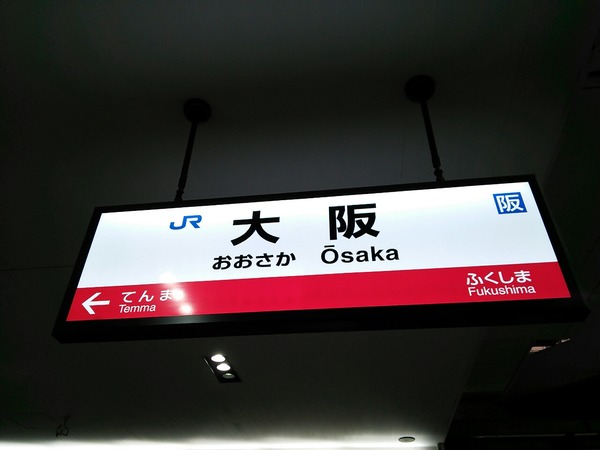 JR 大阪 阪
おおさか Ōsaka
← てんま ふくしま
Temma Fukushima